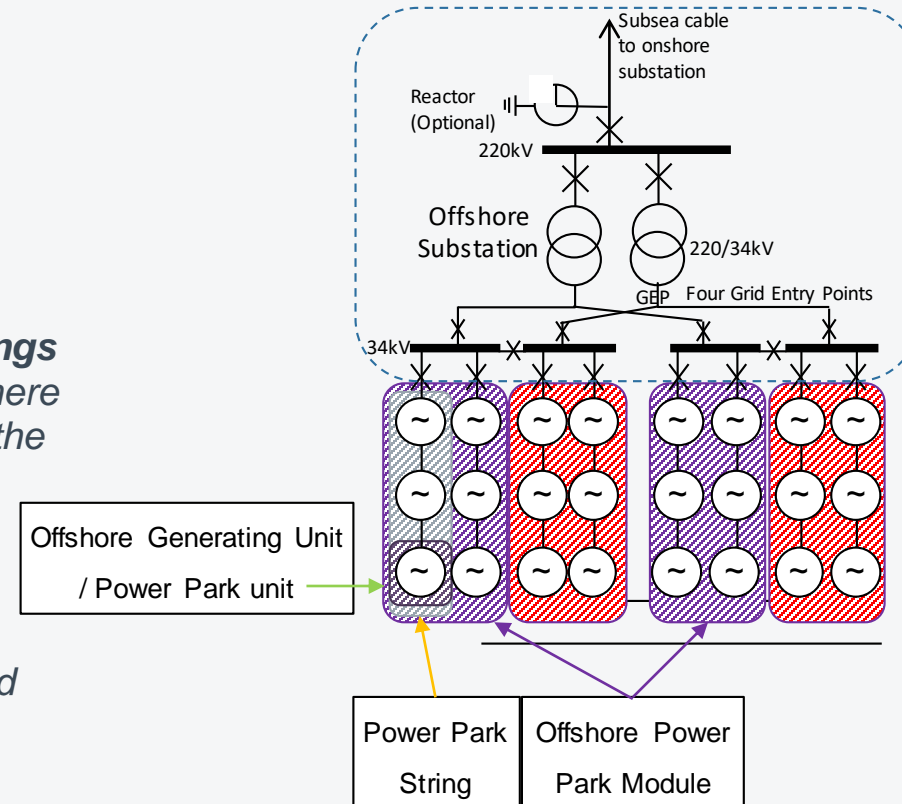 Subsea cable
to onshore
substation
Reactor
(Optional)
220kV
Offshore
Substation
220/34kV
GEP Four Grid Entry Points
34kV
ngs
here
the
Offshore Generating Unit
/ Power Park unit
d
Power Park
String
Offshore Power
Park Module
~ ~ ~ ~ ~ ~ ~ ~
~ ~ ~ ~ ~ ~ ~ ~
~ ~ ~ ~ ~ ~ ~ ~